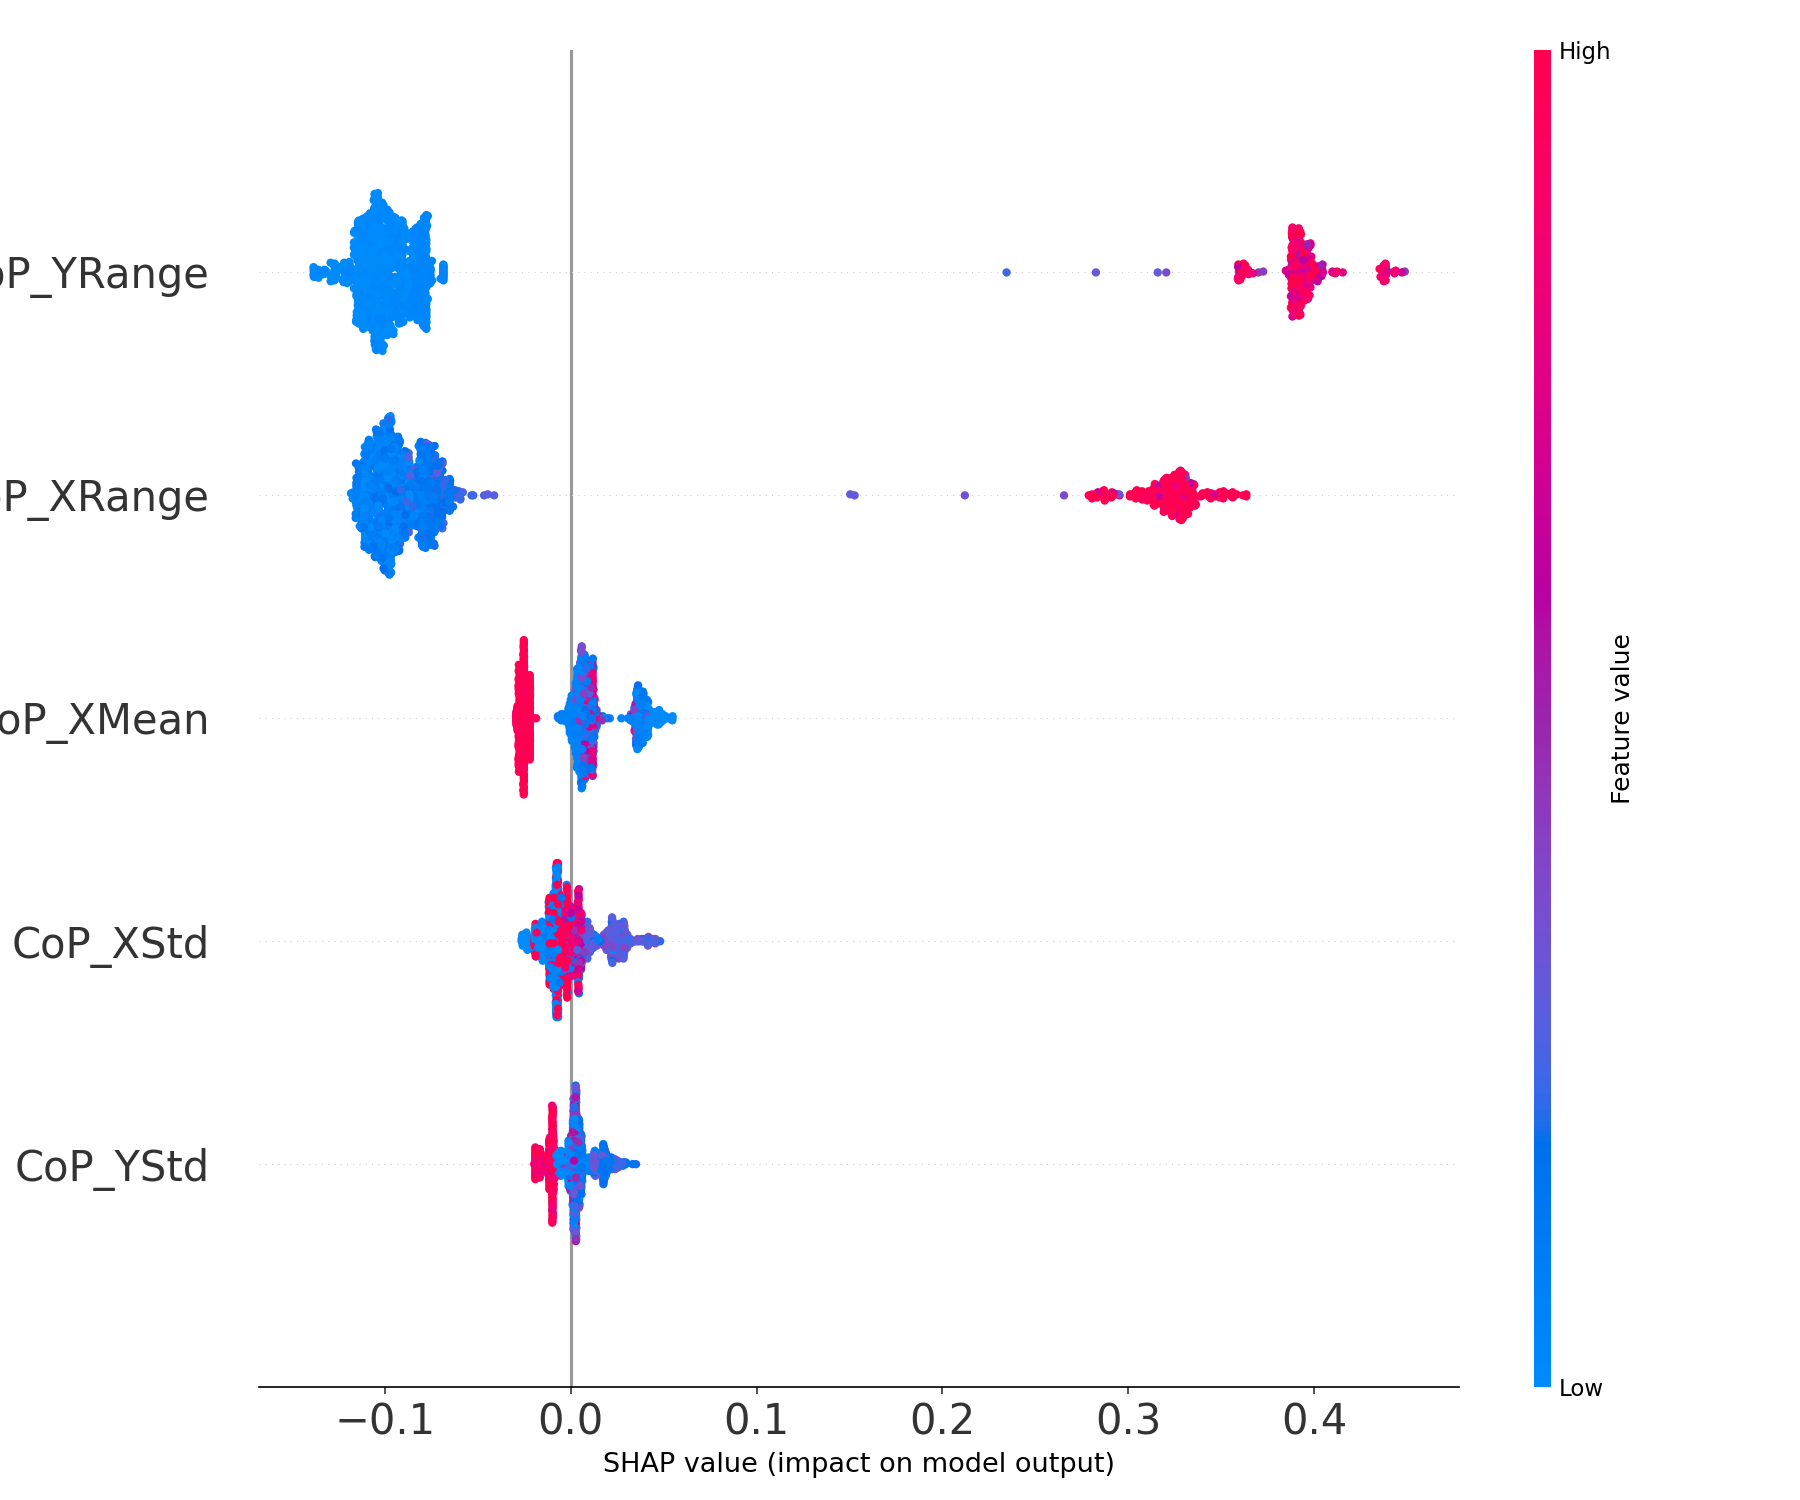 High
oP_YRange
P_XRange
oP_XMean
CoP_XStd
CoP_YStd
Feature value
Low
−0.1 0.0 0.1 0.2 0.3 0.4
SHAP value (impact on model output)